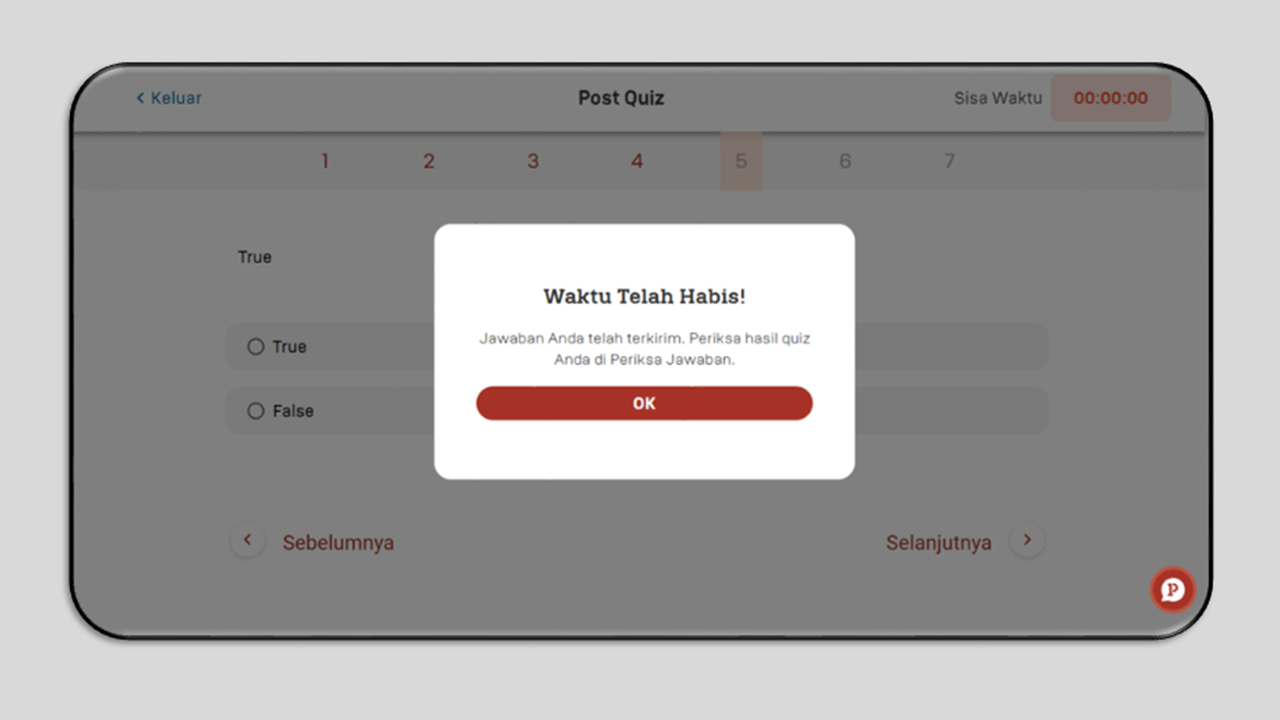 Keluar
Post Quiz
Sisa Waktu 00:00:00
1 2 3 4 5 6 7
True
Waktu Telah Habis!
Jawaban Anda telah terkirim. Periksa hasil quiz
Anda di Periksa Jawaban.
OK
True
False
Sebelumnya
Selanjutnya
P